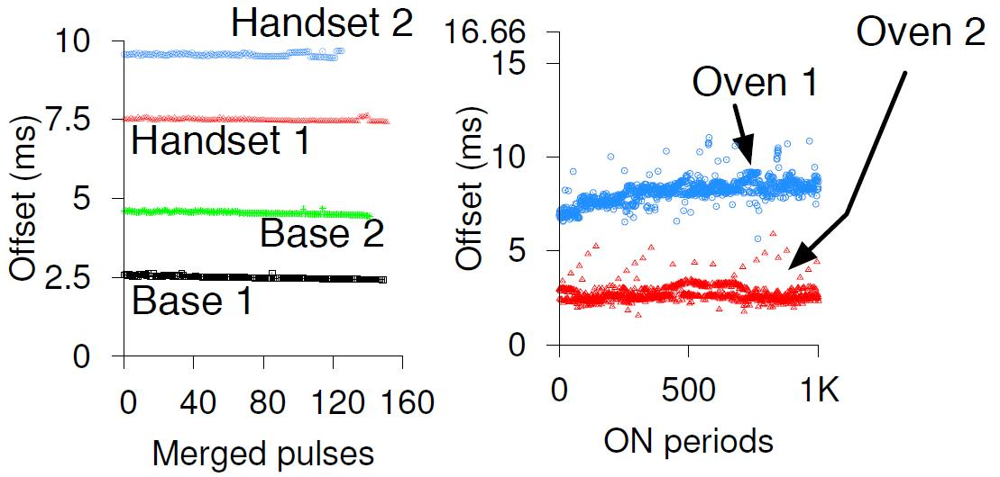 Handset 2
10
7.5
Handset 1
5
Base 2
2.5
Base 1
0
Offset (ms)
0 40 80 120 160
Merged pulses
16.66
Oven 2
15
Oven 1
10
5
0
Offset (ms)
0 500 1K
ON periods